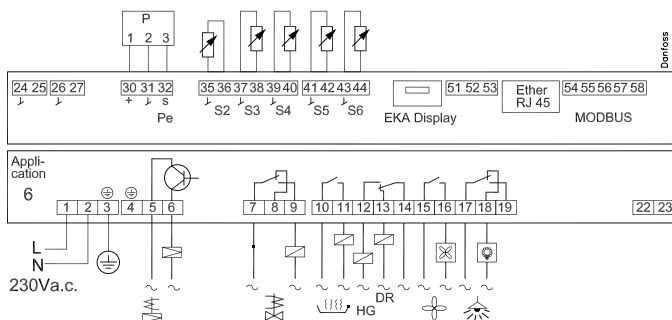 P
1 2 3
Danfoss
24 25 26 27 30 31 32 35 36 37 38 39 40 41 42 43 44 51 52 53 Ether 54 55 56 57 58
RJ 45
+ s S2 S3 S4 S5 S6 EKA Display MODBUS
Pe
Appli-
cation
6
1 2 3 4 5 6 7 8 9 10 11 12 13 14 15 16 17 18 19 22 23
L
N
230Va.c.
DR
HG